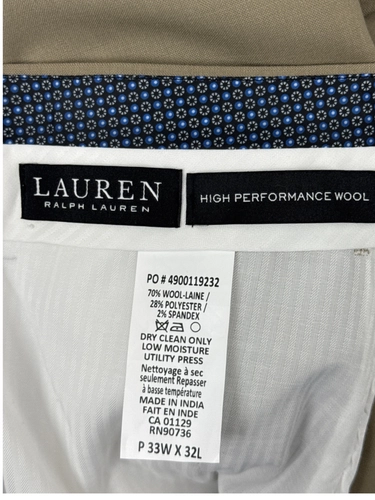 LAUREN
RALPH LAUREN
HIGH PERFORMANCE WOOL
PO # 4900119232
70% WOOL-LAINE /
28% POLYESTER /
2% SPANDEX
DRY CLEAN ONLY
LOW MOISTURE
UTILITY PRESS
Nettoyage à sec
seulement Repasser
à basse température
MADE IN INDIA
FAIT EN INDE
CA 01129
RN90736
P 33W X 32L